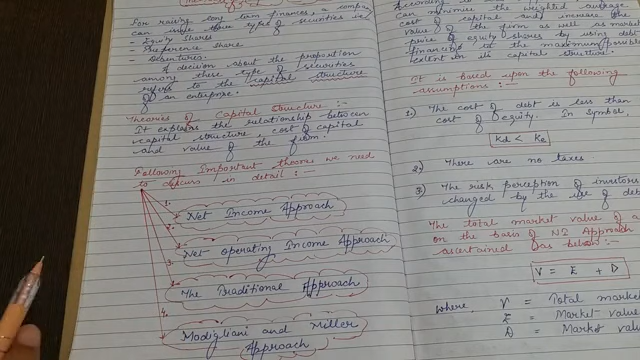 For raising long term finances, a company
can issue three type of securities i.e
- Equity Shares
- Preference share
- Debentures.
A decision about the proportion
among these type of securities
refers to the capital structure
of an enterprise.
Theories of Capital Structure :-
It explains the relationship between
capital structure, cost of capital
and value of the firm.
Following Important theories we need
to discuss in detail :-
1. Net Income Approach
2. Net operating Income Approach
3. The Traditional Approach
4. Modigliani and Miller
Approach
According to
can minimize the weighted average
cost of capital and increase the
value of the firm as well as market
price of equity shares by using debt
financing to the maximum possible
extent in its capital structure.
It is based upon the following
assumptions :-
1.) The cost of debt is less than
cost of equity. In symbol,
kd < ke
2) There are no taxes
3) The risk perception of investors
changed by the use of
The total market value of a
on the basis of NI Approach
ascertained as below :-
V = E + D
where, V = Total market
E = Market value
D = Market value